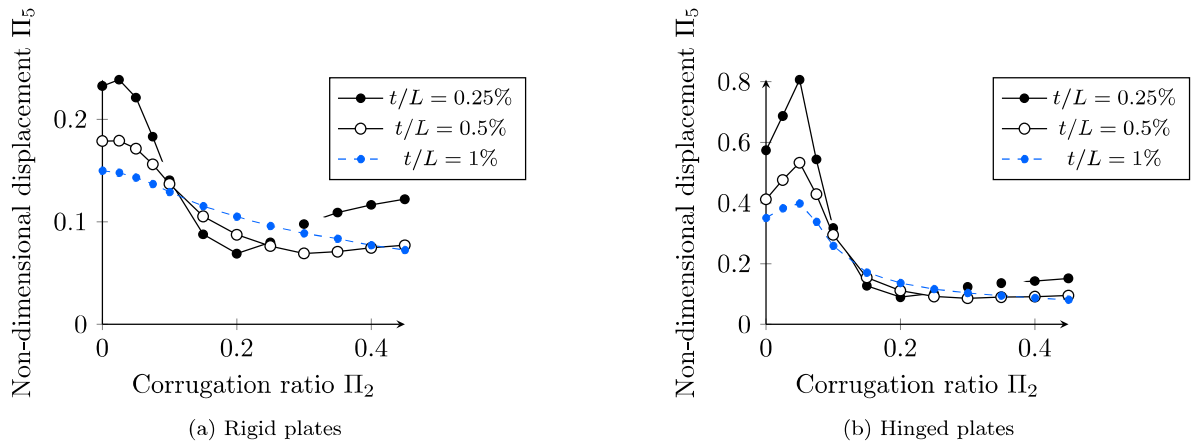 Non-dimensional displacement Π5
0.2
0.1
0
0
0.2
0.4
Corrugation ratio Π2
t/L = 0.25%
t/L = 0.5%
t/L = 1%
(a) Rigid plates
Non-dimensional displacement Π5
0.8
0.6
0.4
0.2
0
0
0.2
0.4
Corrugation ratio Π2
t/L = 0.25%
t/L = 0.5%
t/L = 1%
(b) Hinged plates